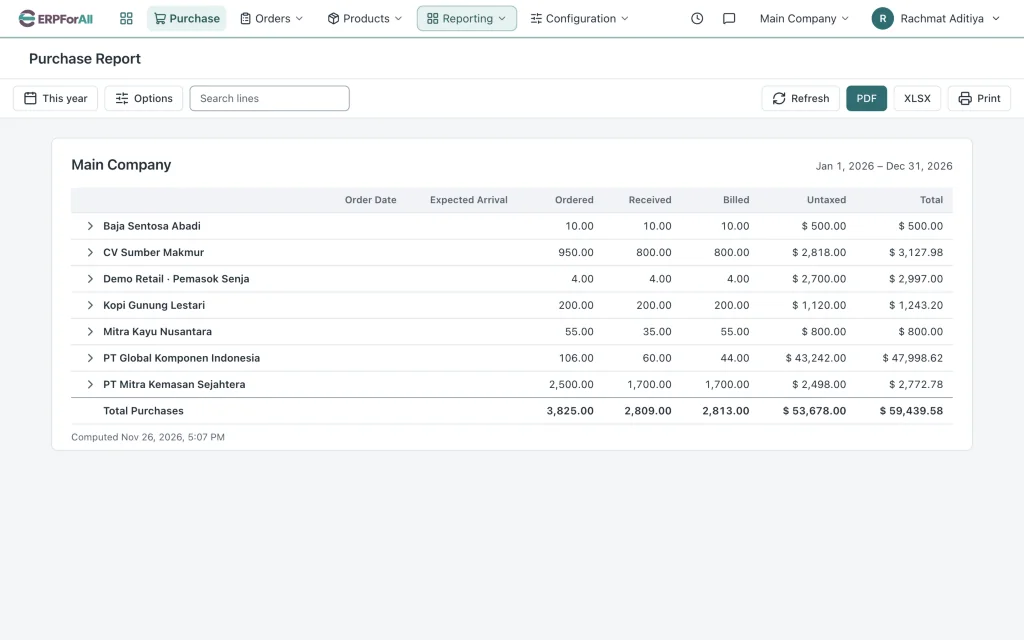 ERPForAll Purchase Orders Products Reporting Configuration Main Company R Rachmat Aditiya
Purchase Report
This year Options Search lines Refresh PDF XLSX Print
Main Company Jan 1, 2026 – Dec 31, 2026
Order Date Expected Arrival Ordered Received Billed Untaxed Total
Baja Sentosa Abadi 10.00 10.00 10.00 $ 500.00 $ 500.00
CV Sumber Makmur 950.00 800.00 800.00 $ 2,818.00 $ 3,127.98
Demo Retail · Pemasok Senja 4.00 4.00 4.00 $ 2,700.00 $ 2,997.00
Kopi Gunung Lestari 200.00 200.00 200.00 $ 1,120.00 $ 1,243.20
Mitra Kayu Nusantara 55.00 35.00 55.00 $ 800.00 $ 800.00
PT Global Komponen Indonesia 106.00 60.00 44.00 $ 43,242.00 $ 47,998.62
PT Mitra Kemasan Sejahtera 2,500.00 1,700.00 1,700.00 $ 2,498.00 $ 2,772.78
Total Purchases 3,825.00 2,809.00 2,813.00 $ 53,678.00 $ 59,439.58
Computed Nov 26, 2026, 5:07 PM